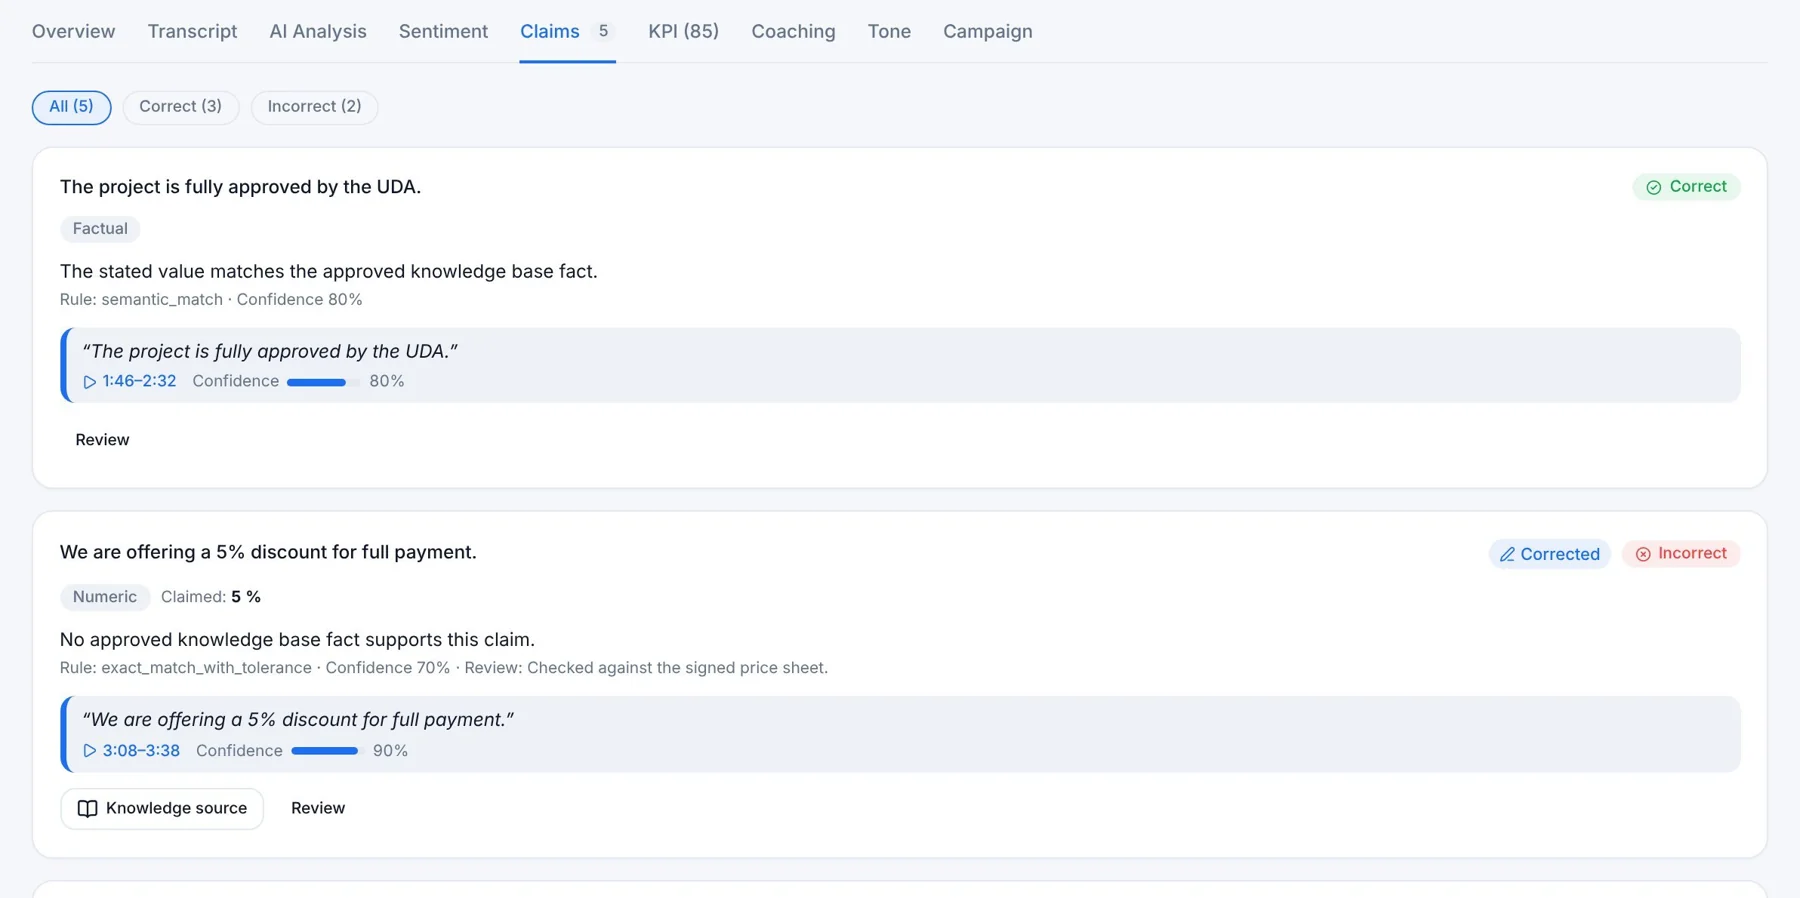 Overview Transcript AI Analysis Sentiment Claims 5 KPI (85) Coaching Tone Campaign
All (5) Correct (3) Incorrect (2)
The project is fully approved by the UDA. Correct
Factual
The stated value matches the approved knowledge base fact.
Rule: semantic_match · Confidence 80%
“The project is fully approved by the UDA.”
1:46–2:32 Confidence 80%
Review
We are offering a 5% discount for full payment. Corrected Incorrect
Numeric Claimed: 5 %
No approved knowledge base fact supports this claim.
Rule: exact_match_with_tolerance · Confidence 70% · Review: Checked against the signed price sheet.
“We are offering a 5% discount for full payment.”
3:08–3:38 Confidence 90%
Knowledge source Review